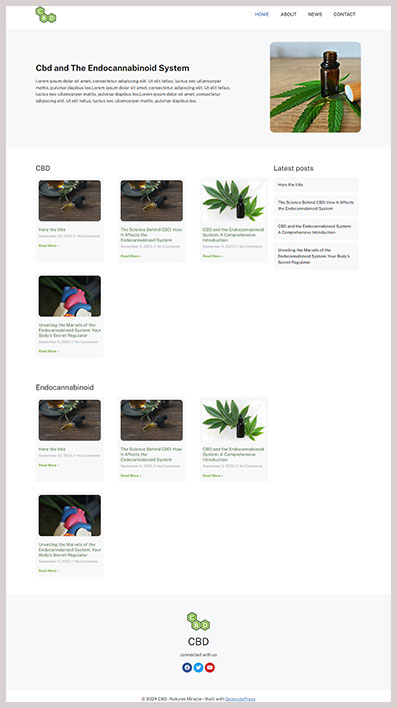 CBD
HOME ABOUT NEWS CONTACT
Cbd and The Endocannabinoid System
Lorem ipsum dolor sit amet, consectetur adipiscing elit. Ut elit tellus, luctus nec ullamcorper
mattis, pulvinar dapibus leo.Lorem ipsum dolor sit amet, consectetur adipiscing elit. Ut elit tellus,
luctus nec ullamcorper mattis, pulvinar dapibus leo.Lorem ipsum dolor sit amet, consectetur
adipiscing elit. Ut elit tellus, luctus nec ullamcorper mattis, pulvinar dapibus leo.
CBD
Here the title
September 30, 2023 /// No Comments
Read More »
The Science Behind CBD: How
It Affects the
Endocannabinoid System
September 5, 2023 /// No Comments
Read More »
CBD and the Endocannabinoid
System: A Comprehensive
Introduction
September 5, 2023 /// No Comments
Read More »
Unveiling the Marvels of the
Endocannabinoid System: Your
Body's Secret Regulator
September 5, 2023 /// No Comments
Read More »
Latest posts
Here the title
The Science Behind CBD: How It Affects
the Endocannabinoid System
CBD and the Endocannabinoid System:
A Comprehensive Introduction
Unveiling the Marvels of the
Endocannabinoid System: Your Body's
Secret Regulator
Endocannabinoid
Here the title
September 30, 2023 /// No Comments
Read More »
The Science Behind CBD: How
It Affects the
Endocannabinoid System
September 5, 2023 /// No Comments
Read More »
CBD and the Endocannabinoid
System: A Comprehensive
Introduction
September 5, 2023 /// No Comments
Read More »
Unveiling the Marvels of the
Endocannabinoid System: Your
Body's Secret Regulator
September 5, 2023 /// No Comments
Read More »
CBD
CBD
connected with us
© 2024 CBD: Natures Miracle • Built with GeneratePress